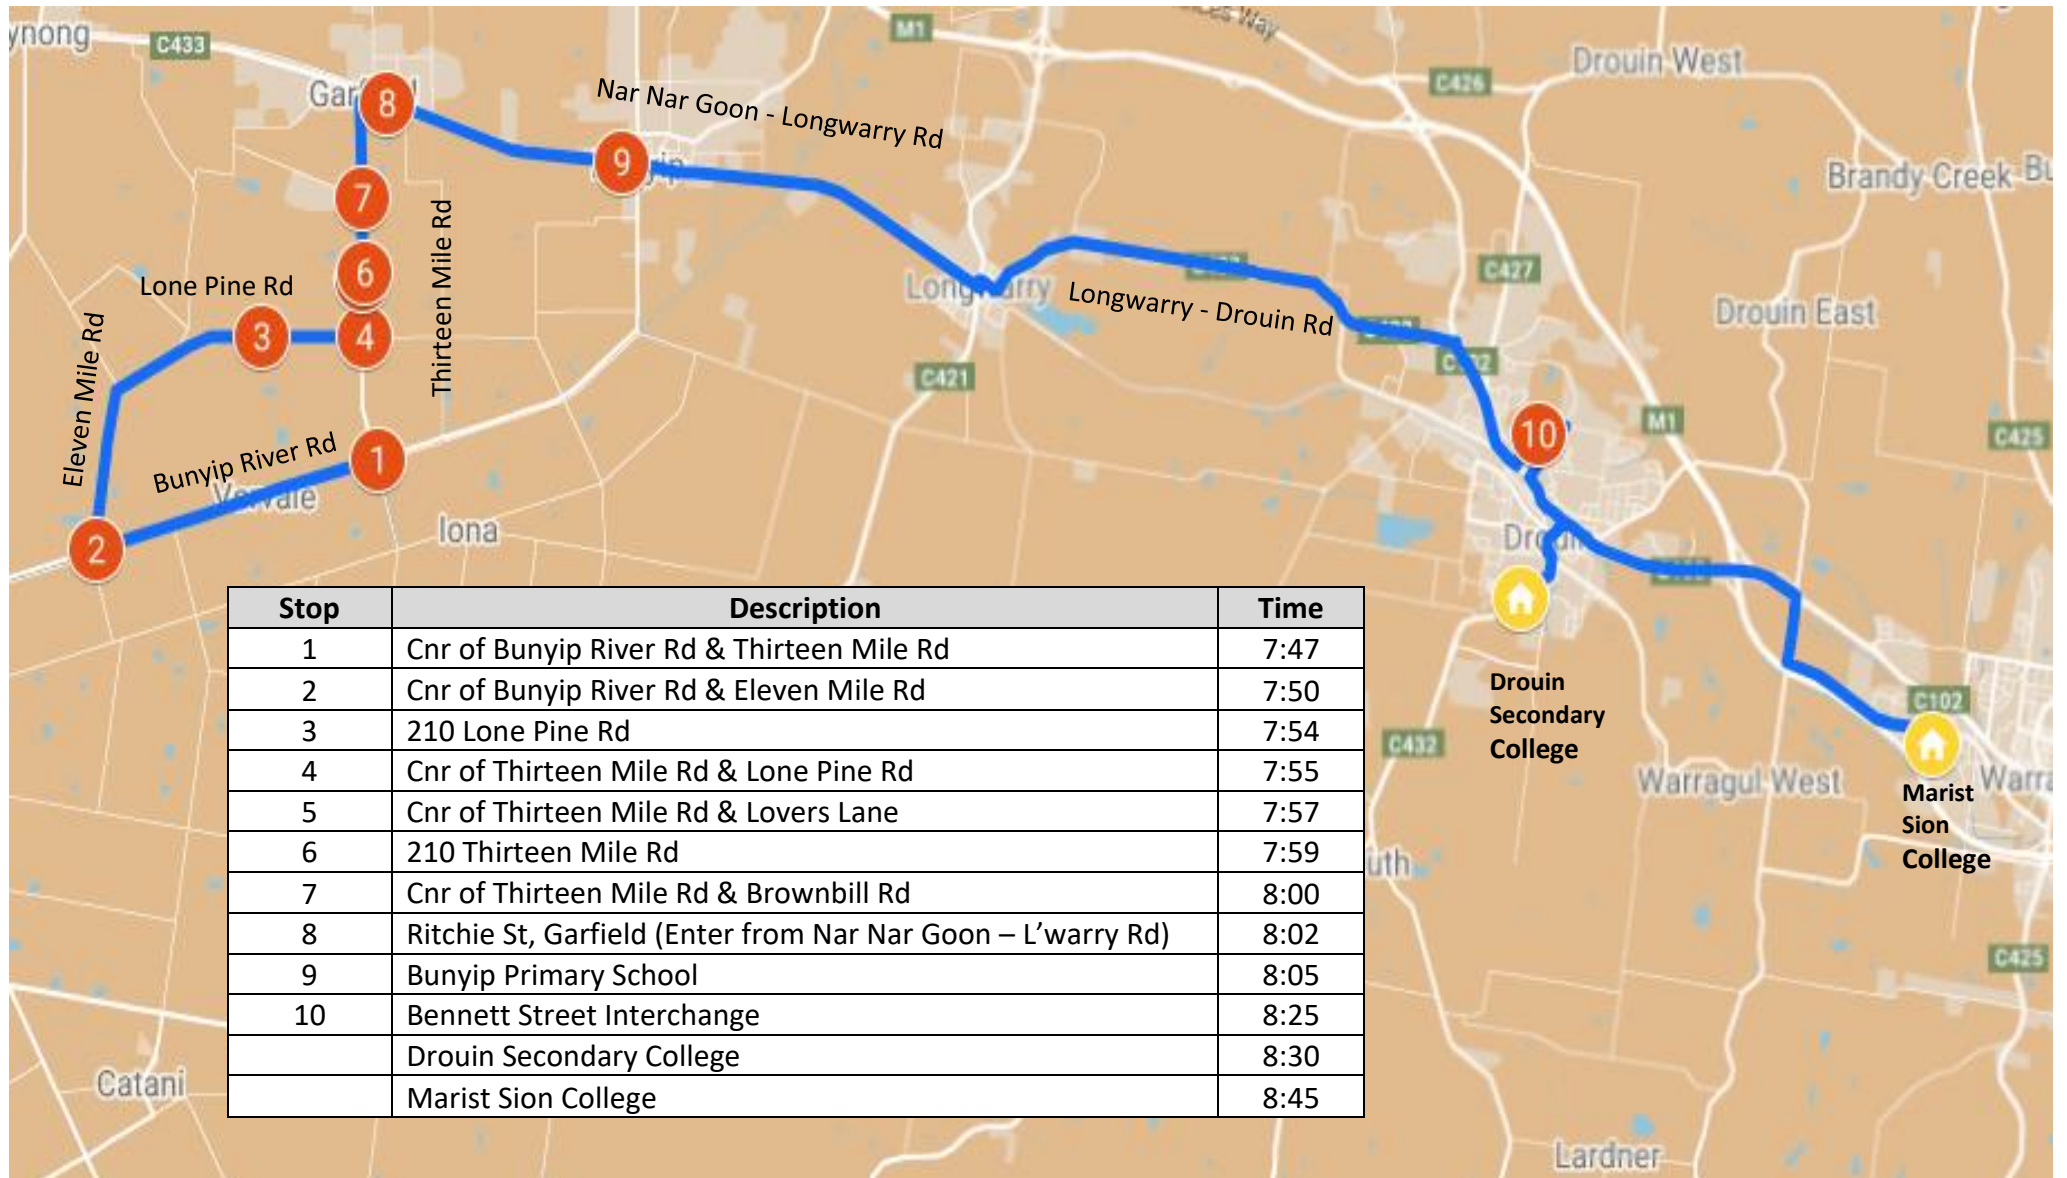 ynong
C433
M1
ces Way
C426
Drouin West
Nar Nar Goon - Longwarry Rd
8
9
7
Brandy Creek
Thirteen Mile Rd
6
C427
Lone Pine Rd
Longwarry - Drouin Rd
Drouin East
Eleven Mile Rd
3
4
C421
10
M1
C425
Bunyip River Rd
1
Vervale
Iona
2
Drouin
Stop Description Time
1 Cnr of Bunyip River Rd & Thirteen Mile Rd 7:47
2 Cnr of Bunyip River Rd & Eleven Mile Rd 7:50
3 210 Lone Pine Rd 7:54
4 Cnr of Thirteen Mile Rd & Lone Pine Rd 7:55
5 Cnr of Thirteen Mile Rd & Lovers Lane 7:57
6 210 Thirteen Mile Rd 7:59
7 Cnr of Thirteen Mile Rd & Brownbill Rd 8:00
8 Ritchie St, Garfield (Enter from Nar Nar Goon – L’warry Rd) 8:02
9 Bunyip Primary School 8:05
10 Bennett Street Interchange 8:25
Drouin Secondary College 8:30
Marist Sion College 8:45
Drouin
Secondary
College
C102
C432
Warragul West
Warra
Marist
Sion
College
uth
C425
Catani
Lardner